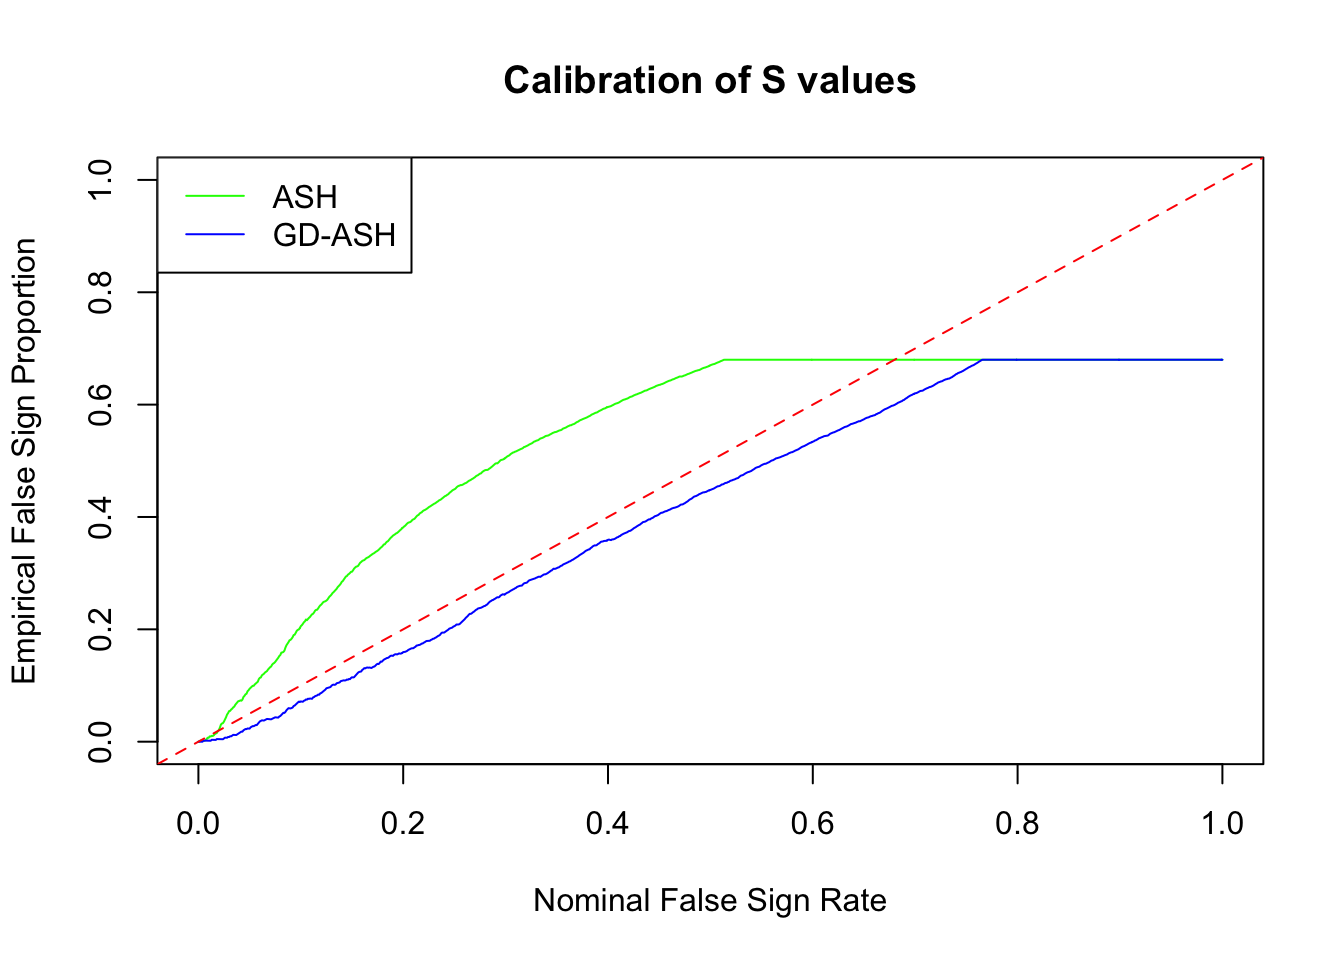 Calibration of S values
ASH
GD-ASH
Empirical False Sign Proportion
1.0
0.8
0.6
0.4
0.2
0.0
0.0 0.2 0.4 0.6 0.8 1.0
Nominal False Sign Rate